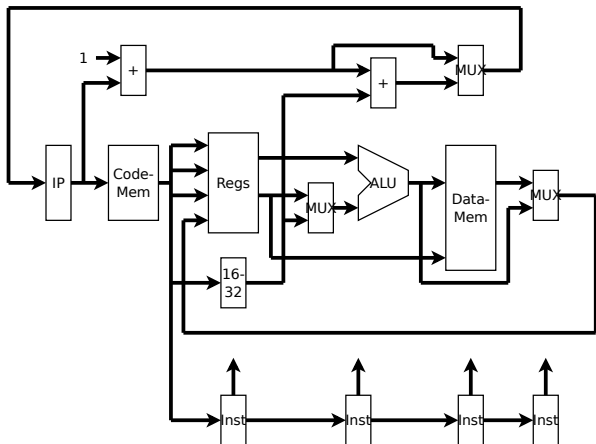 1
+
MUX
+
IP
Code-
Mem
Regs
MUX
ALU
Data-
Mem
MUX
16-
32
Inst
Inst
Inst
Inst